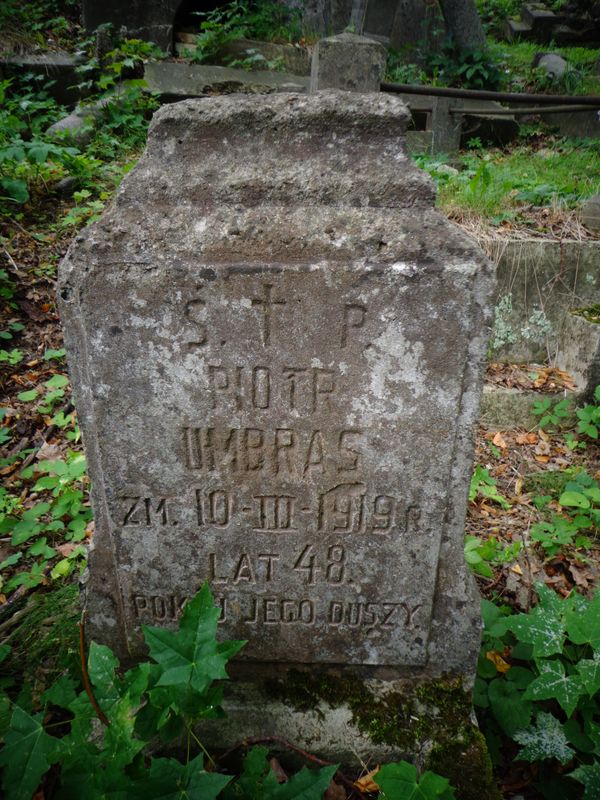 Ś. † P.
PIOTR
UMBRAS
ZM. 10-III-1919 R.
LAT 48.
POKÓJ JEGO DUSZY.